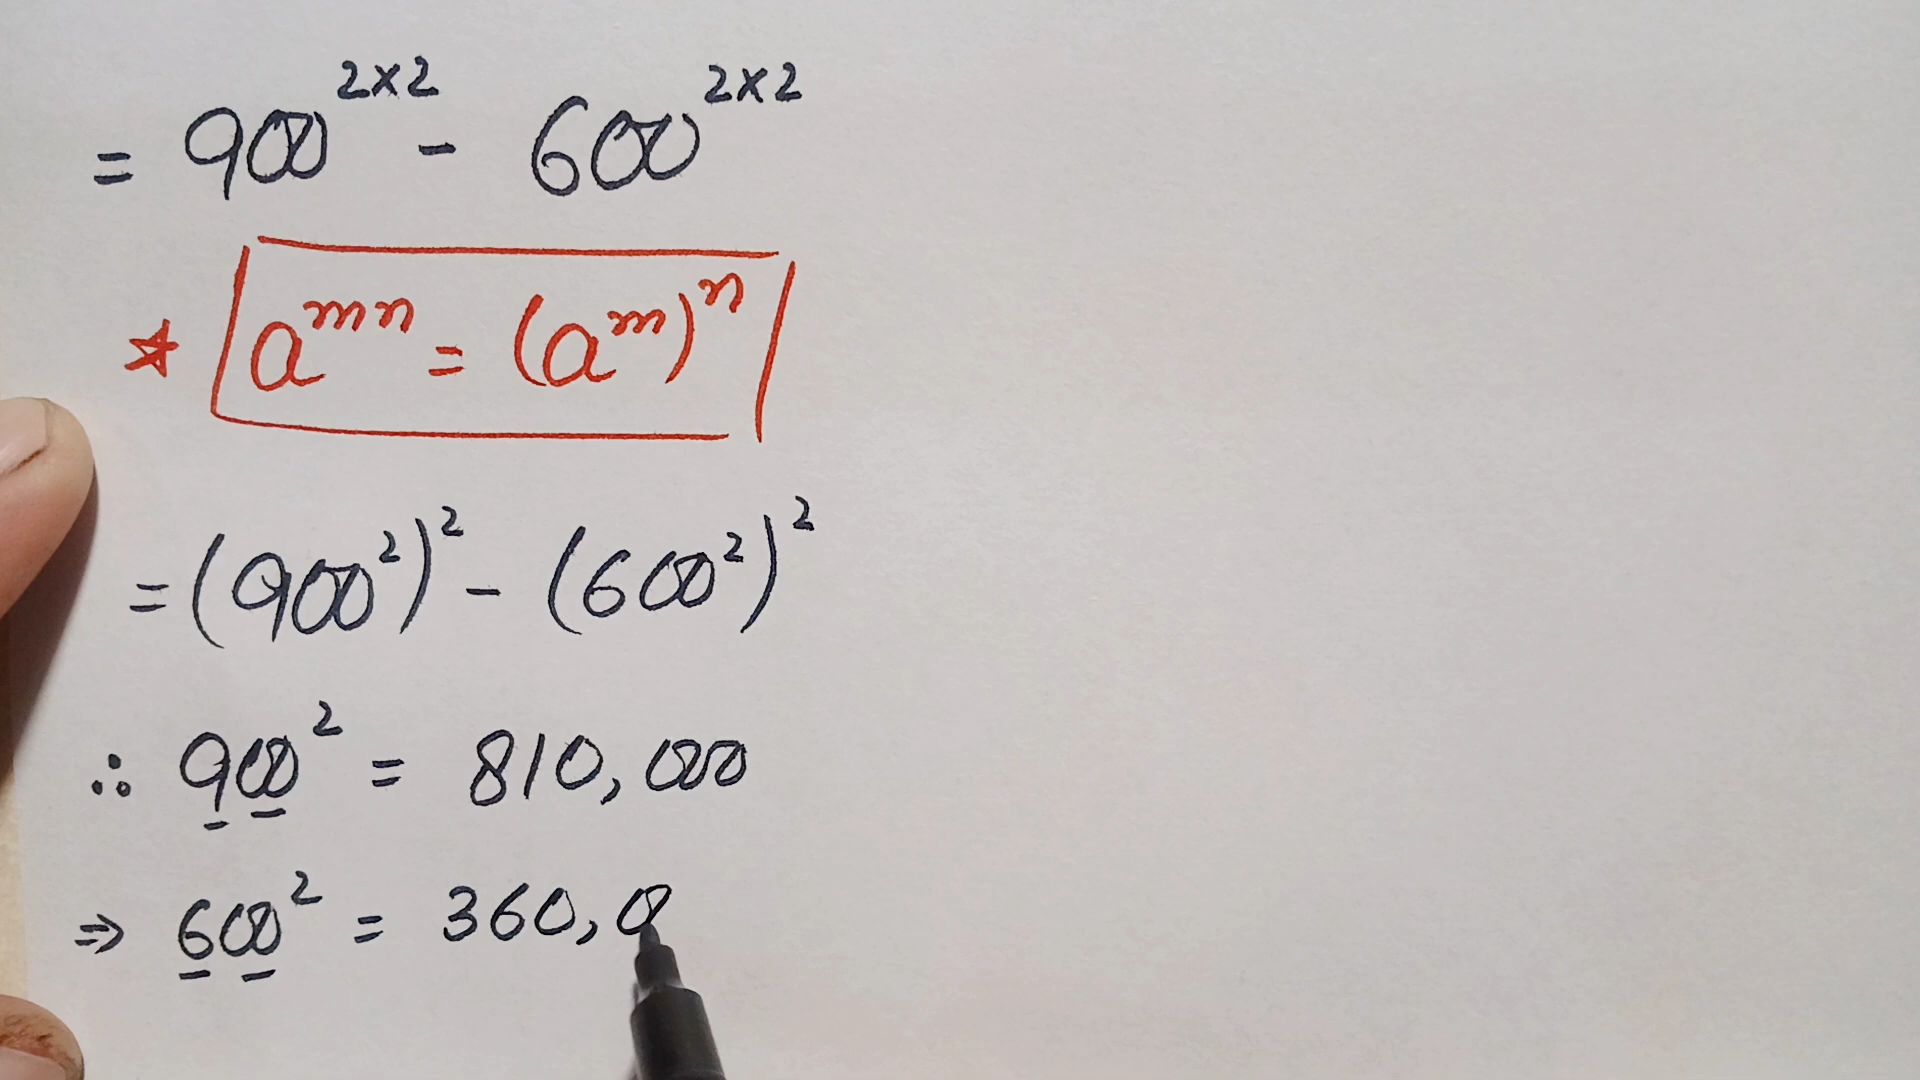 = 900^{2×2} - 600^{2×2}
* a^{mn} = (a^m)^n
= (900^2)^2 - (600^2)^2
∴ 900^2 = 810,000
⇒ 600^2 = 360,0